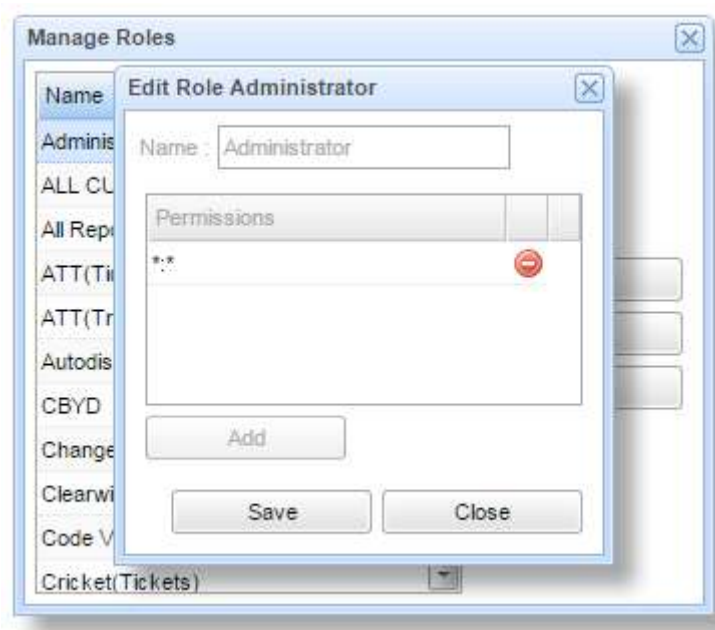 Manage Roles
Edit Role Administrator
Name
Adminis
Name : Administrator
ALL CU
All Rep
Permissions
*:*
ATT(Ti
ATT(Tr
Autodis
CBYD
Change
Add
Clearwi
Save Close
Code V
Cricket(Tickets)